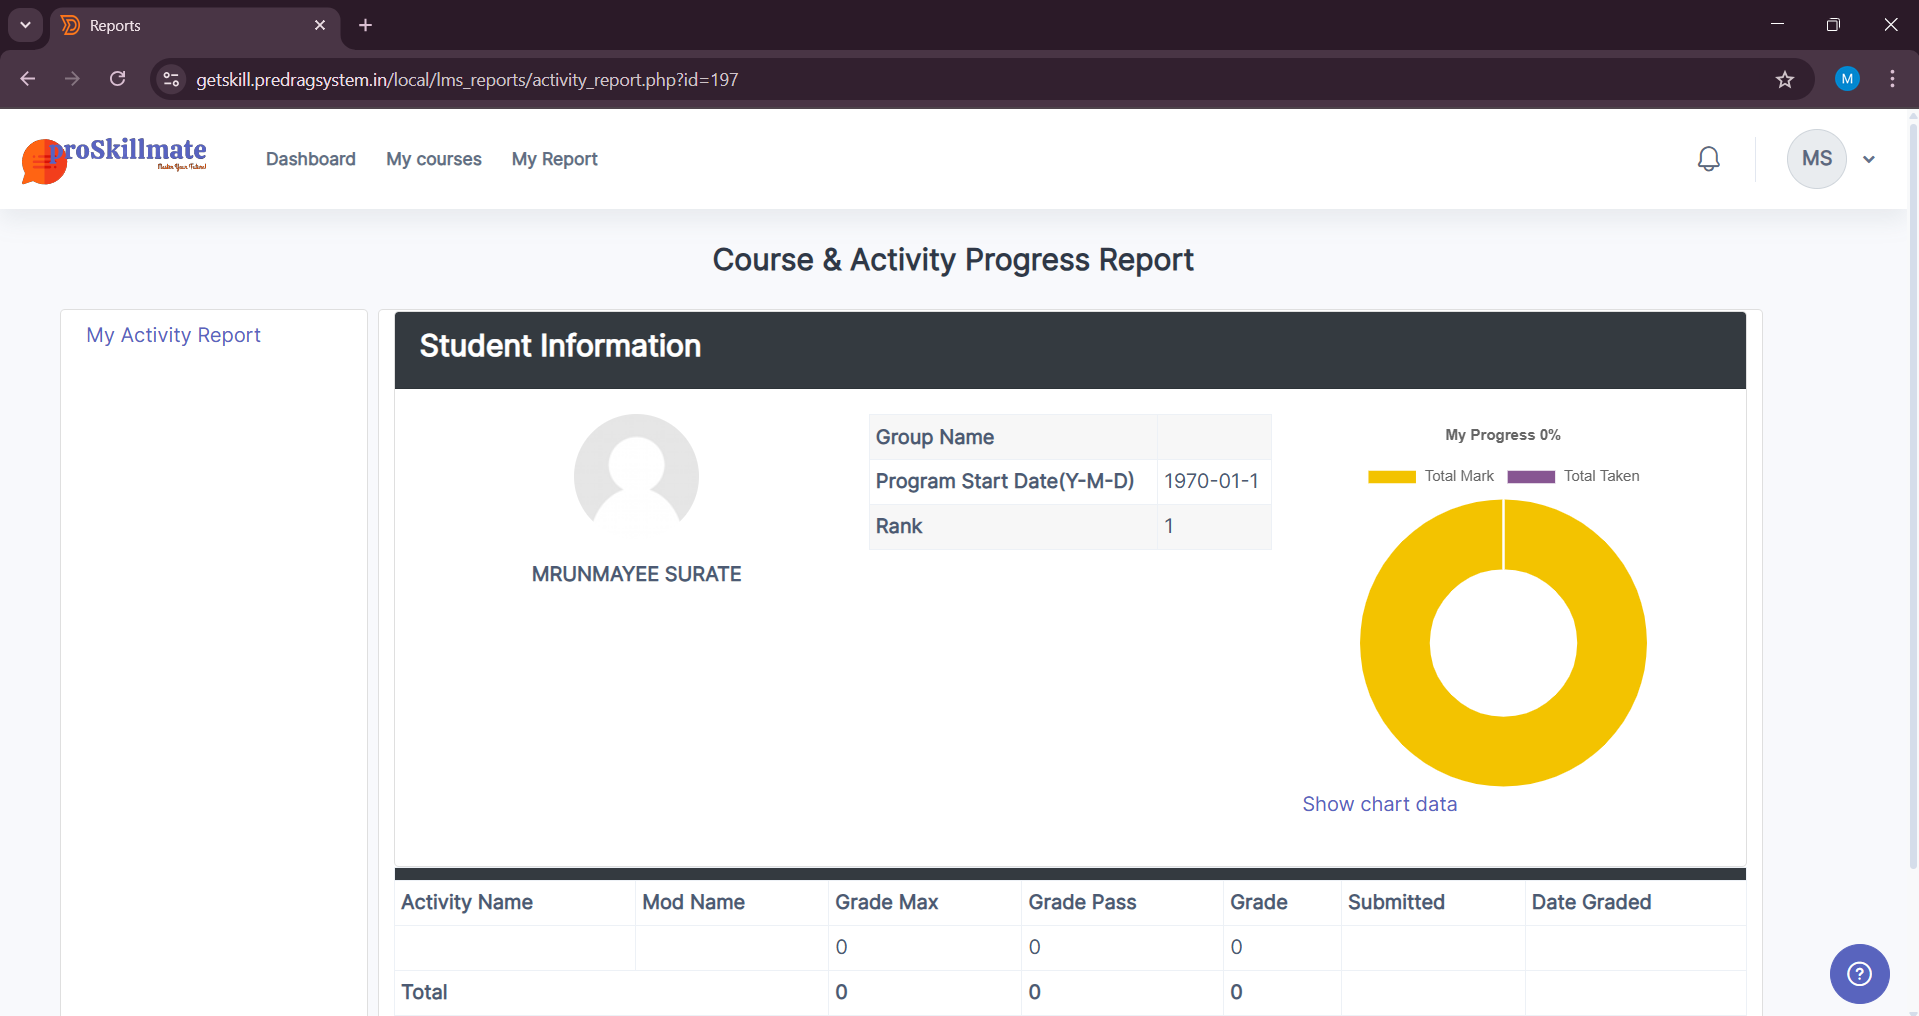 Reports
getskill.predragsystem.in/local/lms_reports/activity_report.php?id=197
M
proSkillmate
Make Your Future!
Dashboard
My courses
My Report
MS
Course & Activity Progress Report
My Activity Report
Student Information
MRUNMAYEE SURATE
Group Name
Program Start Date(Y-M-D) 1970-01-1
Rank 1
My Progress 0%
Total Mark Total Taken
Show chart data
Activity Name Mod Name Grade Max Grade Pass Grade Submitted Date Graded
0 0 0
Total 0 0 0
?